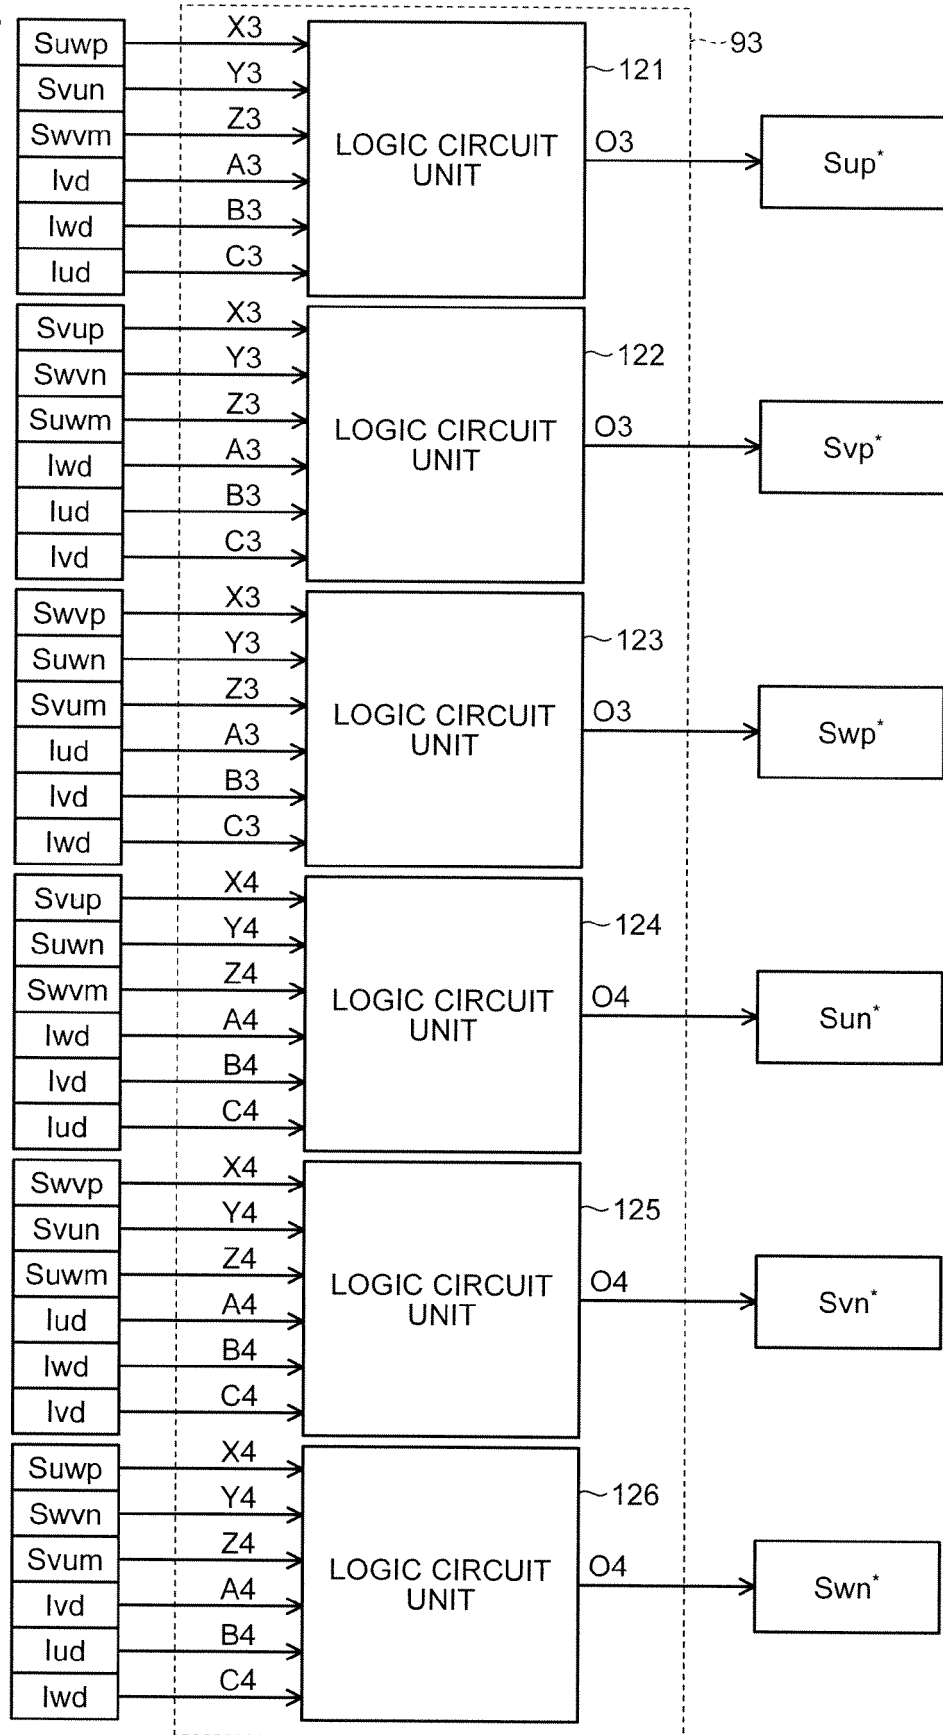 93
Suwp X3
Svun Y3
Swvm Z3
Ivd A3
Iwd B3
Iud C3
LOGIC CIRCUIT
UNIT
121
O3
Sup*
Svup X3
Swvn Y3
Suwm Z3
Iwd A3
Iud B3
Ivd C3
LOGIC CIRCUIT
UNIT
122
O3
Svp*
Swvp X3
Suwn Y3
Svum Z3
Iud A3
Ivd B3
Iwd C3
LOGIC CIRCUIT
UNIT
123
O3
Swp*
Svup X4
Suwn Y4
Swvm Z4
Iwd A4
Ivd B4
Iud C4
LOGIC CIRCUIT
UNIT
124
O4
Sun*
Swvp X4
Svun Y4
Suwm Z4
Iud A4
Iwd B4
Ivd C4
LOGIC CIRCUIT
UNIT
125
O4
Svn*
Suwp X4
Swvn Y4
Svum Z4
Ivd A4
Iud B4
Iwd C4
LOGIC CIRCUIT
UNIT
126
O4
Swn*